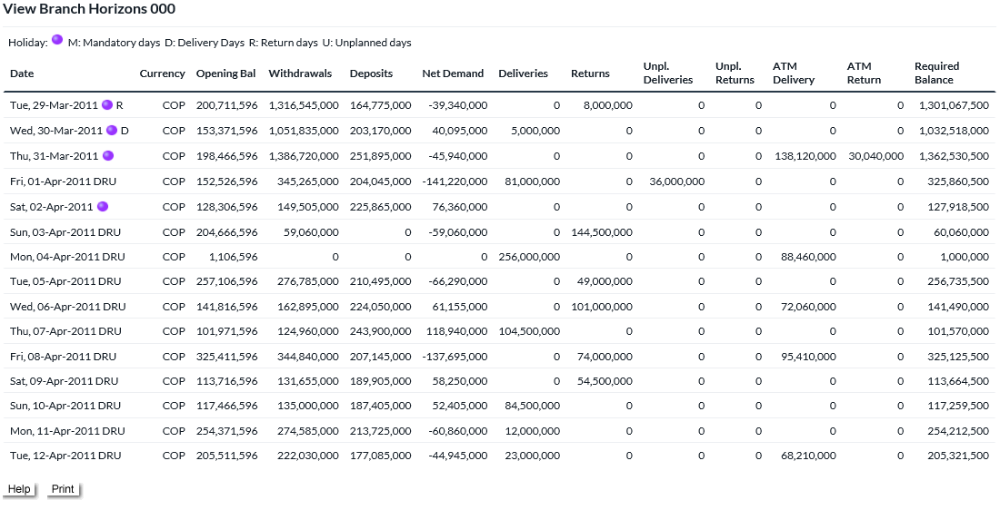 View Branch Horizons 000
Holiday: M: Mandatory days D: Delivery Days R: Return days U: Unplanned days
Date Currency Opening Bal Withdrawals Deposits Net Demand Deliveries Returns Unpl. Deliveries Unpl. Returns ATM Delivery ATM Return Required Balance
Tue, 29-Mar-2011 R COP 200,711,596 1,316,545,000 164,775,000 -39,340,000 0 8,000,000 0 0 0 0 1,301,067,500
Wed, 30-Mar-2011 D COP 153,371,596 1,051,835,000 203,170,000 40,095,000 5,000,000 0 0 0 0 0 1,032,518,000
Thu, 31-Mar-2011 COP 198,466,596 1,386,720,000 251,895,000 -45,940,000 0 0 0 0 138,120,000 30,040,000 1,362,530,500
Fri, 01-Apr-2011 DRU COP 152,526,596 345,265,000 204,045,000 -141,220,000 81,000,000 0 36,000,000 0 0 0 325,860,500
Sat, 02-Apr-2011 COP 128,306,596 149,505,000 225,865,000 76,360,000 0 0 0 0 0 0 127,918,500
Sun, 03-Apr-2011 DRU COP 204,666,596 59,060,000 0 -59,060,000 0 144,500,000 0 0 0 0 60,060,000
Mon, 04-Apr-2011 DRU COP 1,106,596 0 0 0 256,000,000 0 0 0 88,460,000 0 1,000,000
Tue, 05-Apr-2011 DRU COP 257,106,596 276,785,000 210,495,000 -66,290,000 0 49,000,000 0 0 0 0 256,735,500
Wed, 06-Apr-2011 DRU COP 141,816,596 162,895,000 224,050,000 61,155,000 0 101,000,000 0 0 72,060,000 0 141,490,000
Thu, 07-Apr-2011 DRU COP 101,971,596 124,960,000 243,900,000 118,940,000 104,500,000 0 0 0 0 0 101,570,000
Fri, 08-Apr-2011 DRU COP 325,411,596 344,840,000 207,145,000 -137,695,000 0 74,000,000 0 0 95,410,000 0 325,125,500
Sat, 09-Apr-2011 DRU COP 113,716,596 131,655,000 189,905,000 58,250,000 0 54,500,000 0 0 0 0 113,664,500
Sun, 10-Apr-2011 DRU COP 117,466,596 135,000,000 187,405,000 52,405,000 84,500,000 0 0 0 0 0 117,259,500
Mon, 11-Apr-2011 DRU COP 254,371,596 274,585,000 213,725,000 -60,860,000 12,000,000 0 0 0 0 0 254,212,500
Tue, 12-Apr-2011 DRU COP 205,511,596 222,030,000 177,085,000 -44,945,000 23,000,000 0 0 0 68,210,000 0 205,321,500
Help Print